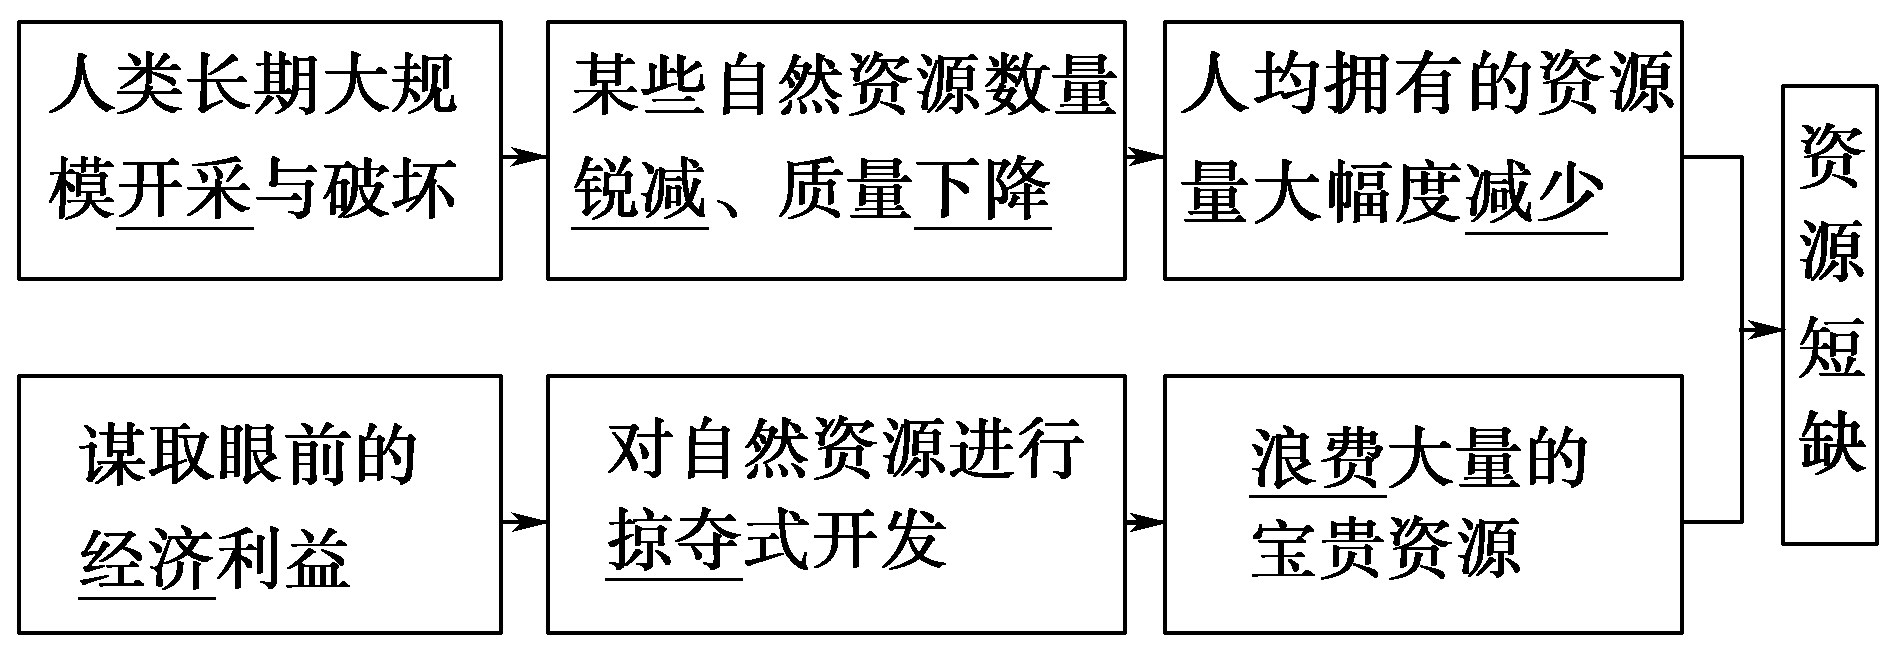 人类长期大规
模开采与破坏
某些自然资源数量
锐减、质量下降
人均拥有的资源
量大幅度减少
谋取眼前的
经济利益
对自然资源进行
掠夺式开发
浪费大量的
宝贵资源
资源短缺